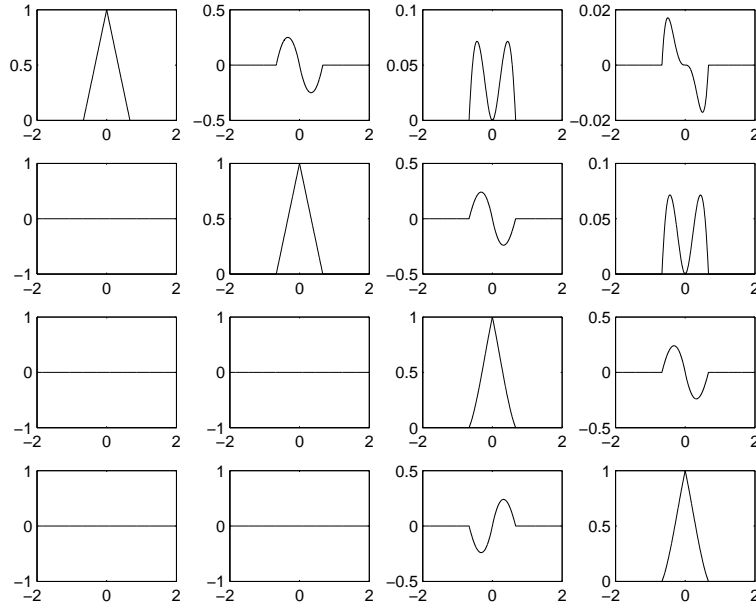 1 0.5 0.1 0.02
0.5 0 0.05 0
0 -0.5 0 -0.02
−2 0 2 −2 0 2 −2 0 2 −2 0 2
1 1 0.5 0.1
0 0.5 0 0.05
−1 0 −0.5 0
−2 0 2 −2 0 2 −2 0 2 −2 0 2
1 1 1 0.5
0 0 0.5 0
−1 −1 0 −0.5
−2 0 2 −2 0 2 −2 0 2 −2 0 2
1 1 0.5 1
0 0 0 0.5
−1 −1 −0.5 0
−2 0 2 −2 0 2 −2 0 2 −2 0 2